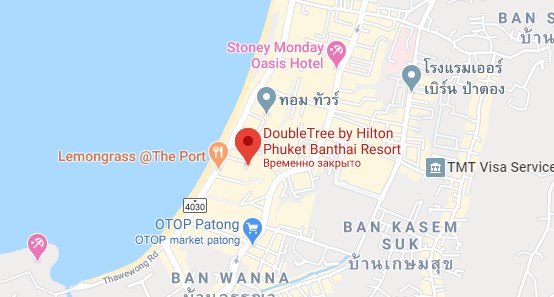 BAN S
บ้าน
Stoney Monday
Oasis Hotel
โรงแรมเออร์
เบิร์น ป่าตอง
ทอม ทัวร์
DoubleTree by Hilton
Phuket Banthai Resort
Временно закрыто
Lemongrass @The Port
TMT Visa Service
4030
OTOP Patong
OTOP market patong
BAN KASEM
SUK
บ้านเกษมสุข
Thawewong Rd
BAN WANNA